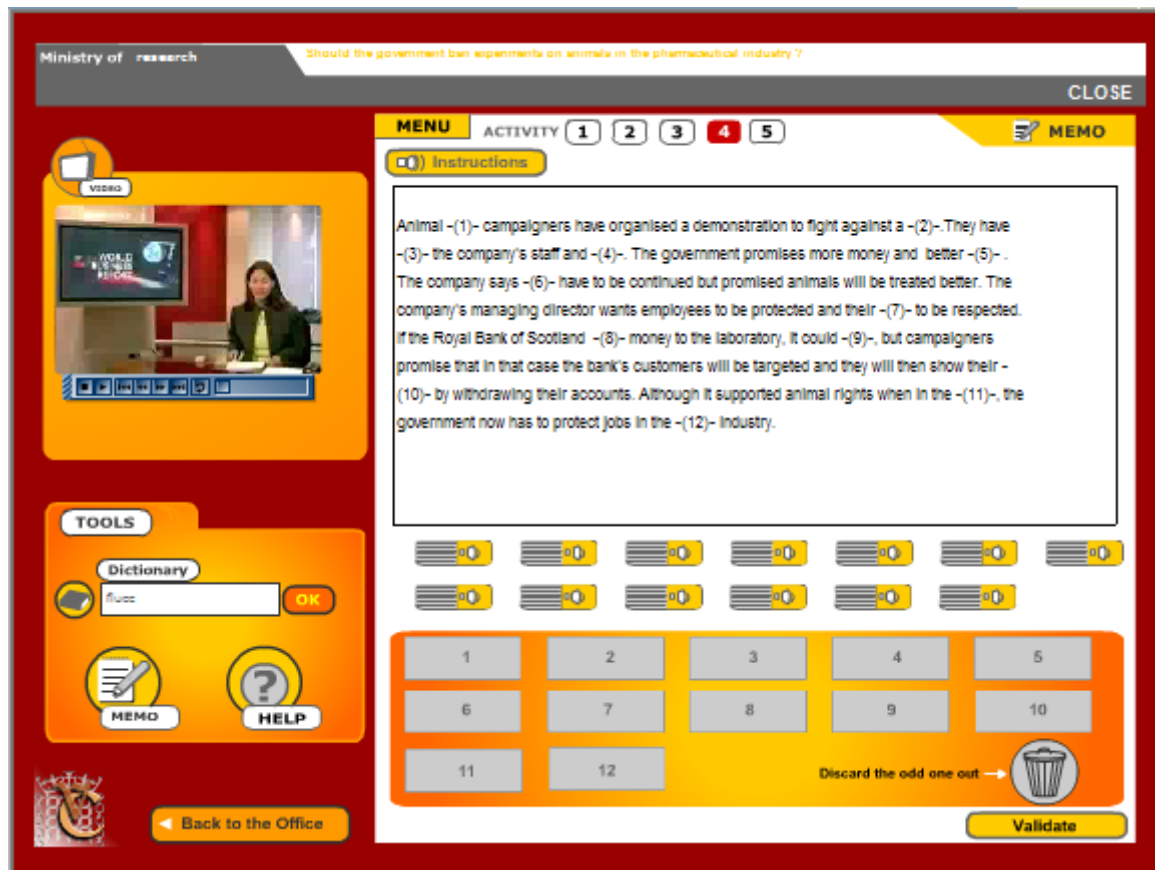 Ministry of research
Should the government ban experiments on animals in the pharmaceutical industry ?
CLOSE
MENU
ACTIVITY 1 2 3 4 5
MEMO
Instructions
VIDEO
WORLD
BUSINESS
REPORT
Animal -(1)- campaigners have organised a demonstration to fight against a -(2)-.They have
-(3)- the company's staff and -(4)-. The government promises more money and better -(5)- .
The company says -(6)- have to be continued but promised animals will be treated better. The
company's managing director wants employees to be protected and their -(7)- to be respected.
If the Royal Bank of Scotland -(8)- money to the laboratory, it could -(9)-, but campaigners
promise that in that case the bank's customers will be targeted and they will then show their -
(10)- by withdrawing their accounts. Although it supported animal rights when in the -(11)-, the
government now has to protect jobs in the -(12)- industry.
TOOLS
Dictionary
OK
MEMO
HELP
1 2 3 4 5
6 7 8 9 10
11 12
Discard the odd one out
Back to the Office
Validate